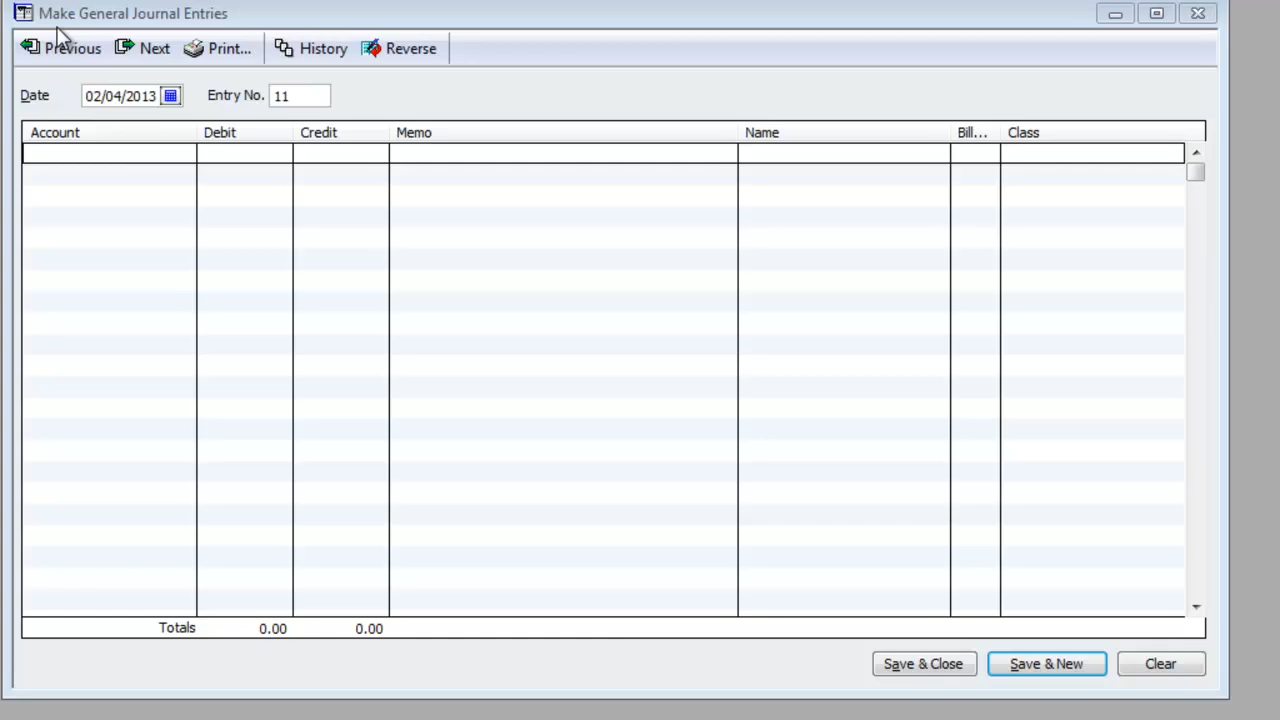 Make General Journal Entries
Previous Next Print... History Reverse
Date 02/04/2013 Entry No. 11
Account Debit Credit Memo Name Bill... Class
Totals 0.00 0.00
Save & Close Save & New Clear